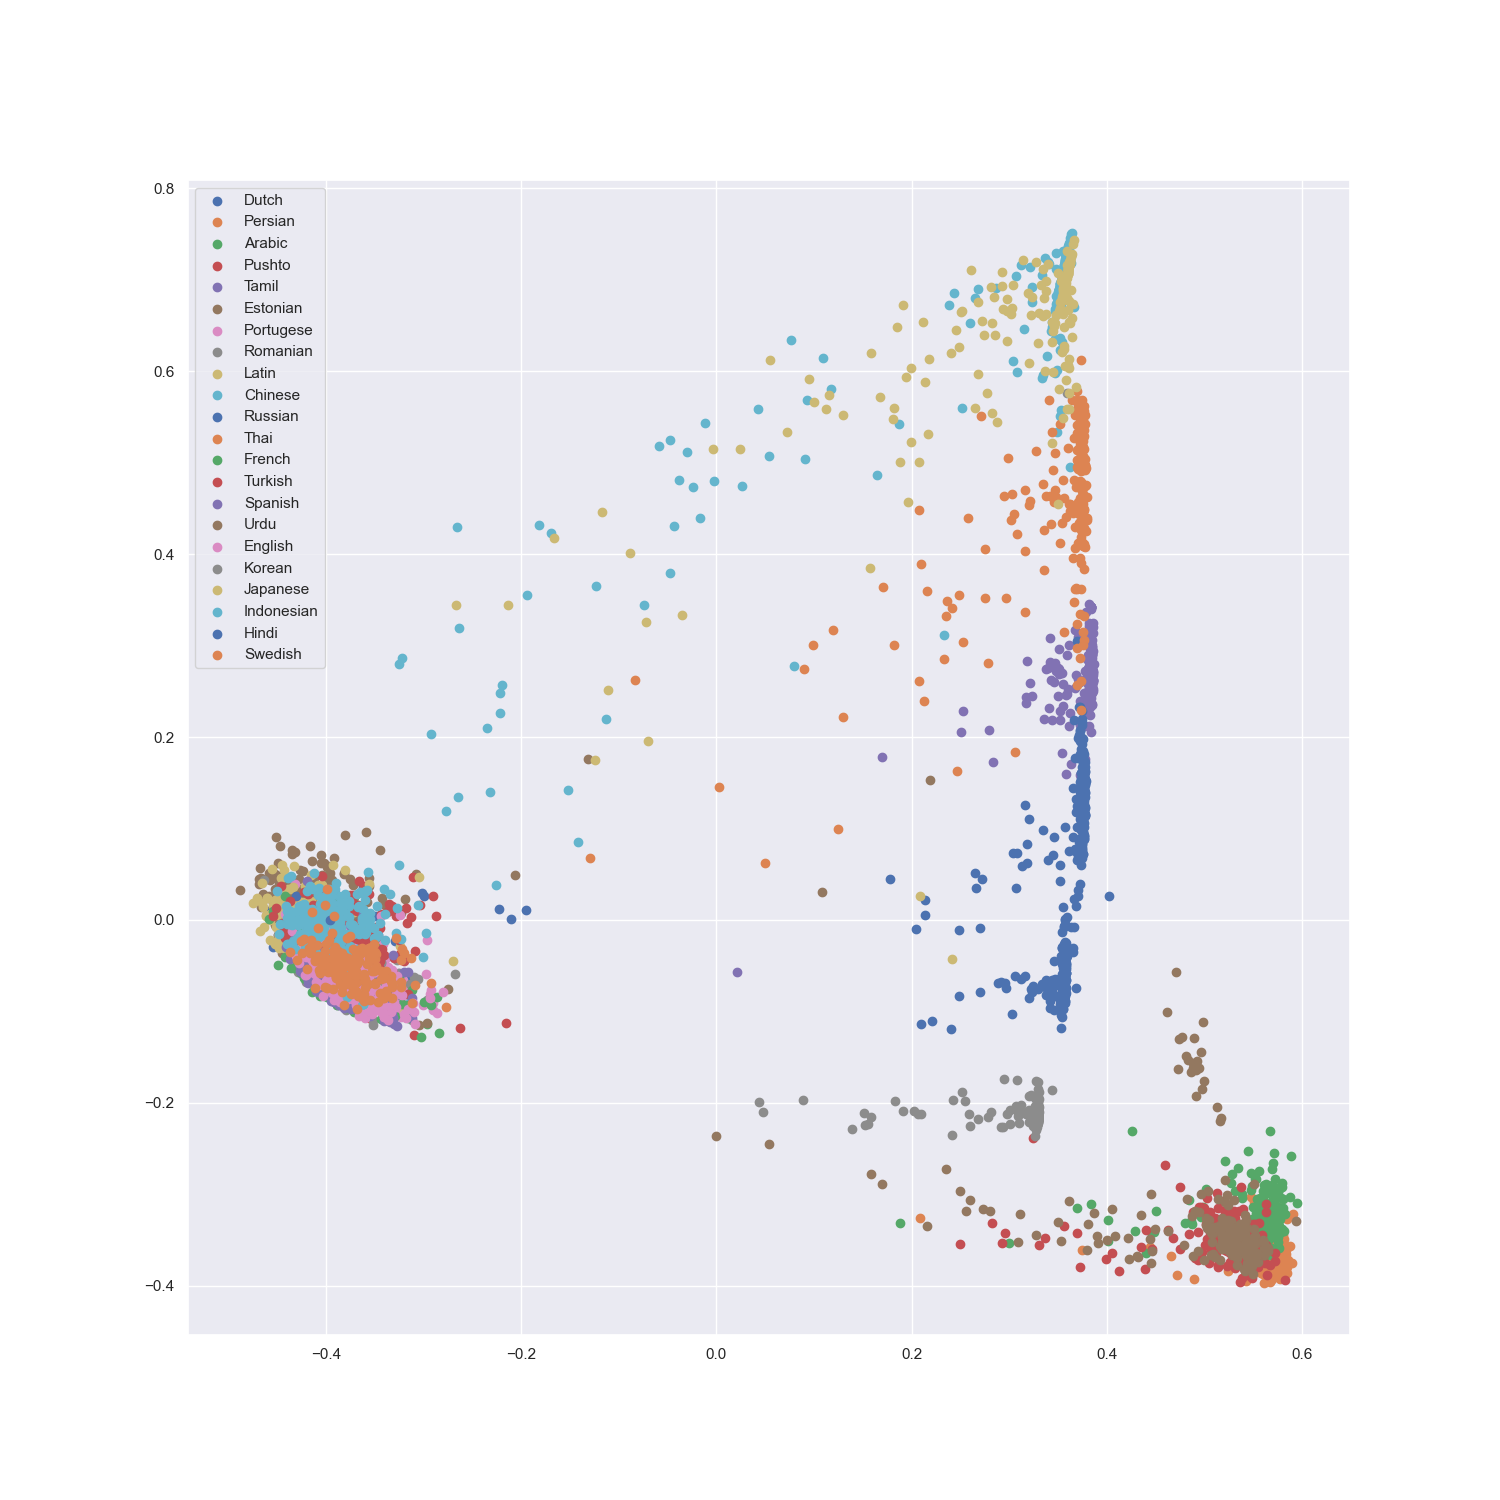 0.8
0.6
0.4
0.2
0.0
−0.2
−0.4
Dutch
Persian
Arabic
Pushto
Tamil
Estonian
Portugese
Romanian
Latin
Chinese
Russian
Thai
French
Turkish
Spanish
Urdu
English
Korean
Japanese
Indonesian
Hindi
Swedish
−0.4 −0.2 0.0 0.2 0.4 0.6